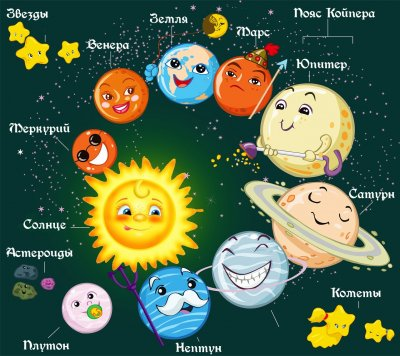 Звезды
Земля
Пояс Койпера
Венера
Марс
Юпитер
Меркурий
Сатурн
Солнце
Астероиды
Кометы
Плутон
Нептун